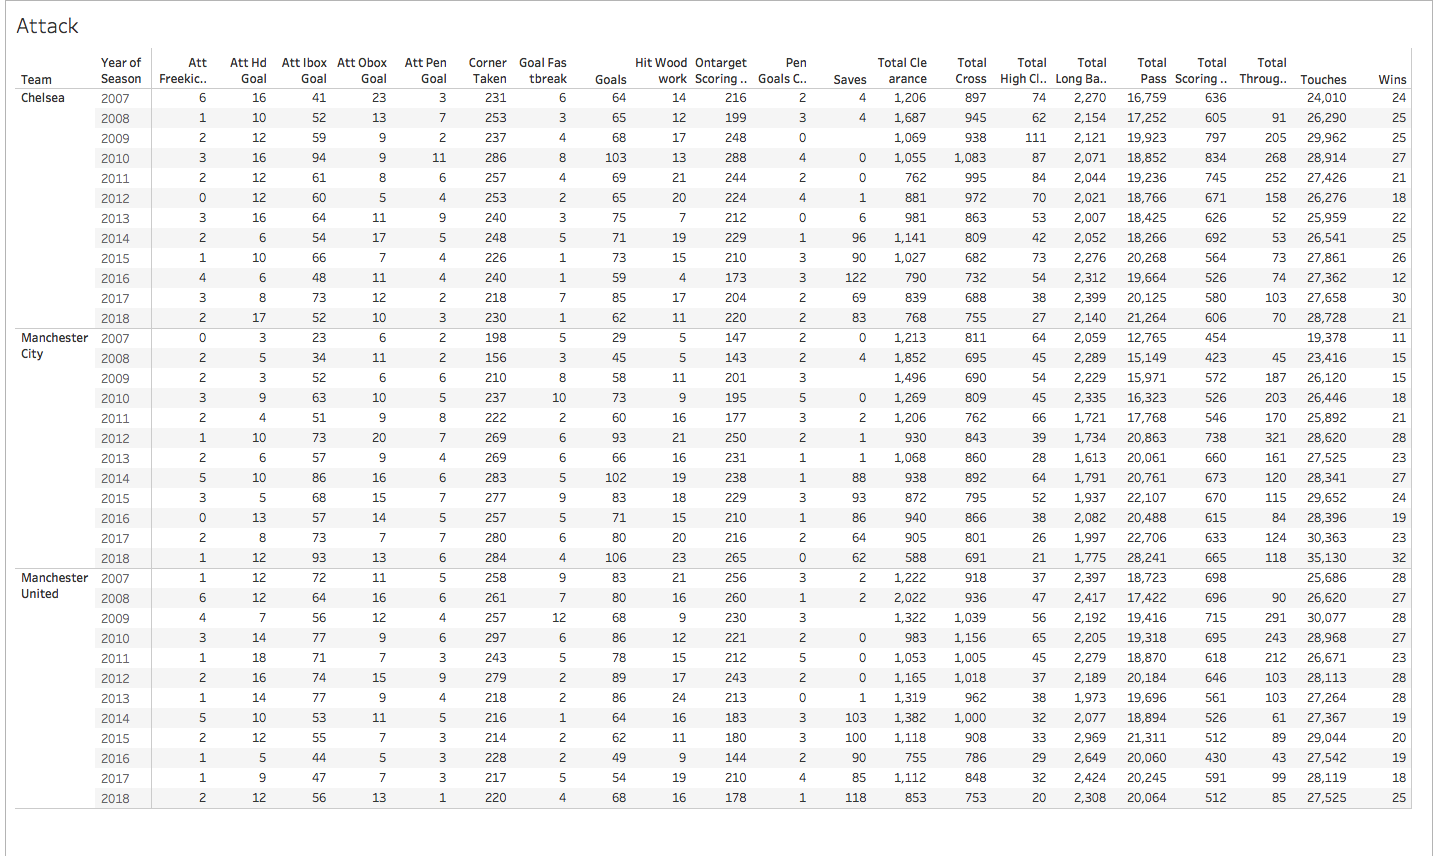 Attack
Team Year of Season Att Freekic.. Att Hd Goal Att Ibox Goal Att Obox Goal Att Pen Goal Corner Taken Goal Fas tbreak Goals Hit Wood work Ontarget Scoring .. Pen Goals C.. Saves Total Cle arance Total Cross Total High Cl.. Total Long Ba.. Total Pass Total Scoring .. Total Throug.. Touches Wins
Chelsea 2007 6 16 41 23 3 231 6 64 14 216 2 4 1,206 897 74 2,270 16,759 636 24,010 24
2008 1 10 52 13 7 253 3 65 12 199 3 4 1,687 945 62 2,154 17,252 605 91 26,290 25
2009 2 12 59 9 2 237 4 68 17 248 0 1,069 938 111 2,121 19,923 797 205 29,962 25
2010 3 16 94 9 11 286 8 103 13 288 4 0 1,055 1,083 87 2,071 18,852 834 268 28,914 27
2011 2 12 61 8 6 257 4 69 21 244 2 0 762 995 84 2,044 19,236 745 252 27,426 21
2012 0 12 60 5 4 253 2 65 20 224 4 1 881 972 70 2,021 18,766 671 158 26,276 18
2013 3 16 64 11 9 240 3 75 7 212 0 6 981 863 53 2,007 18,425 626 52 25,959 22
2014 2 6 54 17 5 248 5 71 19 229 1 96 1,141 809 42 2,052 18,266 692 53 26,541 25
2015 1 10 66 7 4 226 1 73 15 210 3 90 1,027 682 73 2,276 20,268 564 73 27,861 26
2016 4 6 48 11 4 240 1 59 4 173 3 122 790 732 54 2,312 19,664 526 74 27,362 12
2017 3 8 73 12 2 218 7 85 17 204 2 69 839 688 38 2,399 20,125 580 103 27,658 30
2018 2 17 52 10 3 230 1 62 11 220 2 83 768 755 27 2,140 21,264 606 70 28,728 21
Manchester City 2007 0 3 23 6 2 198 5 29 5 147 2 0 1,213 811 64 2,059 12,765 454 19,378 11
2008 2 5 34 11 2 156 3 45 5 143 2 4 1,852 695 45 2,289 15,149 423 45 23,416 15
2009 2 3 52 6 6 210 8 58 11 201 3 1,496 690 54 2,229 15,971 572 187 26,120 15
2010 3 9 63 10 5 237 10 73 9 195 5 0 1,269 809 45 2,335 16,323 526 203 26,446 18
2011 2 4 51 9 8 222 2 60 16 177 3 2 1,206 762 66 1,721 17,768 546 170 25,892 21
2012 1 10 73 20 7 269 6 93 21 250 2 1 930 843 39 1,734 20,863 738 321 28,620 28
2013 2 6 57 9 4 269 6 66 16 231 1 1 1,068 860 28 1,613 20,061 660 161 27,525 23
2014 5 10 86 16 6 283 5 102 19 238 1 88 938 892 64 1,791 20,761 673 120 28,341 27
2015 3 5 68 15 7 277 9 83 18 229 3 93 872 795 52 1,937 22,107 670 115 29,652 24
2016 0 13 57 14 5 257 5 71 15 210 1 86 940 866 38 2,082 20,488 615 84 28,396 19
2017 2 8 73 7 7 280 6 80 20 216 2 64 905 801 26 1,997 22,706 633 124 30,363 23
2018 1 12 93 13 6 284 4 106 23 265 0 62 588 691 21 1,775 28,241 665 118 35,130 32
Manchester United 2007 1 12 72 11 5 258 9 83 21 256 3 2 1,222 918 37 2,397 18,723 698 25,686 28
2008 6 12 64 16 6 261 7 80 16 260 1 2 2,022 936 47 2,417 17,422 696 90 26,620 27
2009 4 7 56 12 4 257 12 68 9 230 3 1,322 1,039 56 2,192 19,416 715 291 30,077 28
2010 3 14 77 9 6 297 6 86 12 221 2 0 983 1,156 65 2,205 19,318 695 243 28,968 27
2011 1 18 71 7 3 243 5 78 15 212 5 0 1,053 1,005 45 2,279 18,870 618 212 26,671 23
2012 2 16 74 15 9 279 2 89 17 243 2 0 1,165 1,018 37 2,189 20,184 646 103 28,113 28
2013 1 14 77 9 4 218 2 86 24 213 0 1 1,319 962 38 1,973 19,696 561 103 27,264 28
2014 5 10 53 11 5 216 1 64 16 183 3 103 1,382 1,000 32 2,077 18,894 526 61 27,367 19
2015 2 12 55 7 3 214 2 62 11 180 3 100 1,118 908 33 2,969 21,311 512 89 29,044 20
2016 1 5 44 5 3 228 2 49 9 144 2 90 755 786 29 2,649 20,060 430 43 27,542 19
2017 1 9 47 7 3 217 5 54 19 210 4 85 1,112 848 32 2,424 20,245 591 99 28,119 18
2018 2 12 56 13 1 220 4 68 16 178 1 118 853 753 20 2,308 20,064 512 85 27,525 25